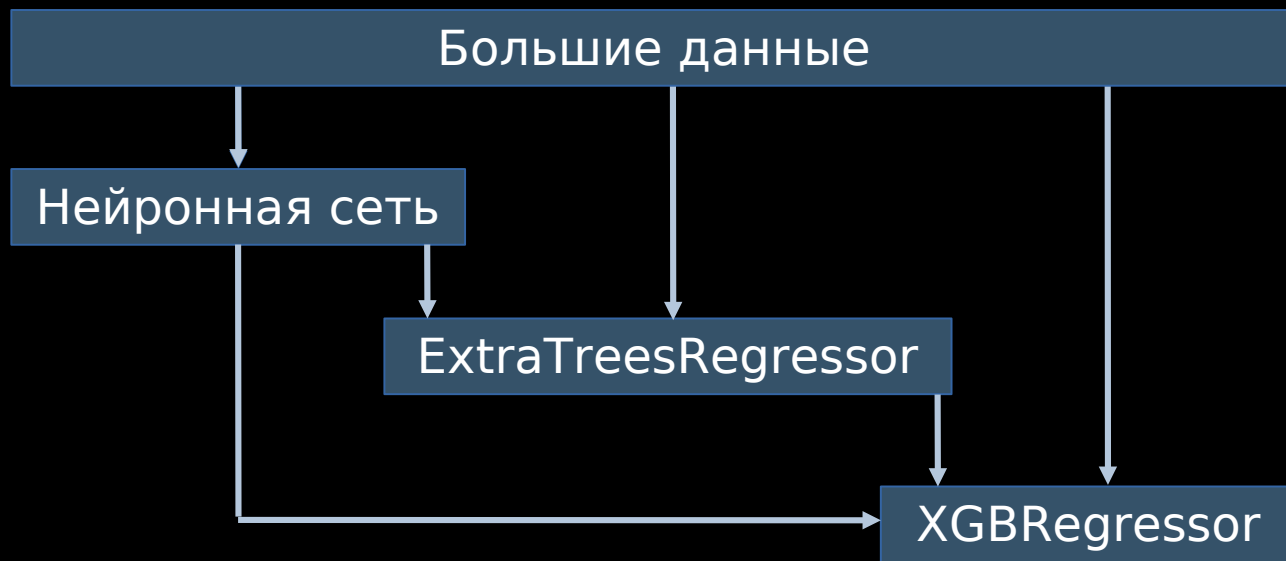 Большие данные
Нейронная сеть
ExtraTreesRegressor
XGBRegressor